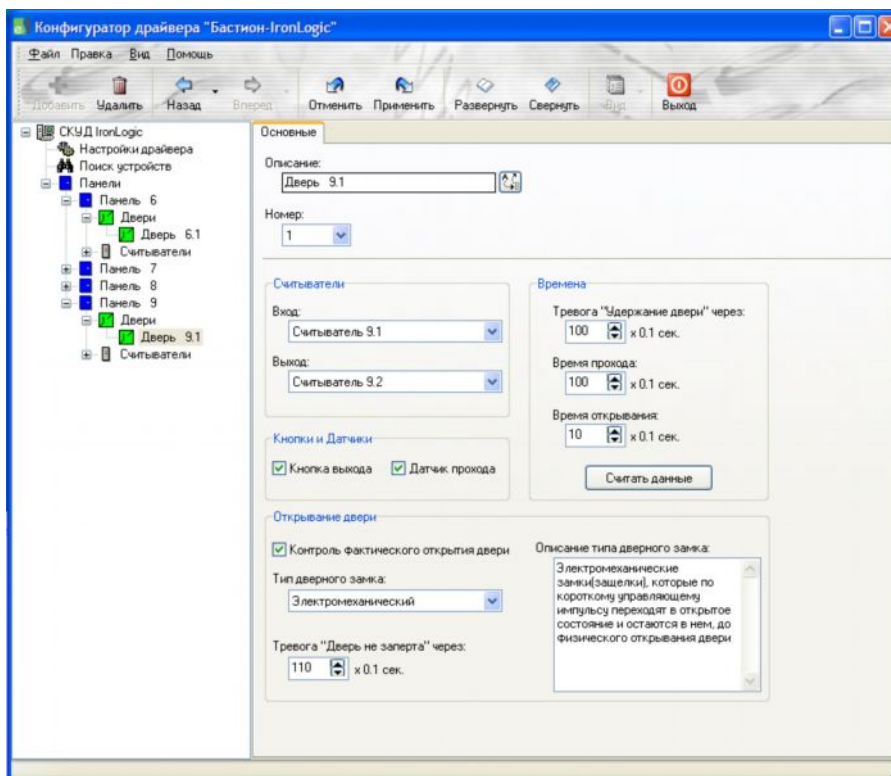 Конфигуратор драйвера "Бастион-IronLogic"
Файл Правка Вид Помощь
Добавить Удалить Назад Вперед Отменить Применить Развернуть Свернуть Вид Выход
СКУД IronLogic
Настройки драйвера
Поиск устройств
Панели
Панель 6
Двери
Дверь 6.1
Считыватели
Панель 7
Панель 8
Панель 9
Двери
Дверь 9.1
Считыватели
Основные
Описание:
Дверь 9.1
Номер:
1
Считыватели
Вход:
Считыватель 9.1
Выход:
Считыватель 9.2
Времена
Тревога "Удержание двери" через:
100 x 0.1 сек.
Время прохода:
100 x 0.1 сек.
Время открывания:
10 x 0.1 сек.
Считать данные
Кнопки и Датчики
Кнопка выхода Датчик прохода
Открывание двери
Контроль фактического открытия двери
Тип дверного замка:
Электромеханический
Тревога "Дверь не заперта" через:
110 x 0.1 сек.
Описание типа дверного замка:
Электромеханические
замки(защелки), которые по
короткому управляющему
импульсу переходят в открытое
состояние и остаются в нем, до
физического открывания двери